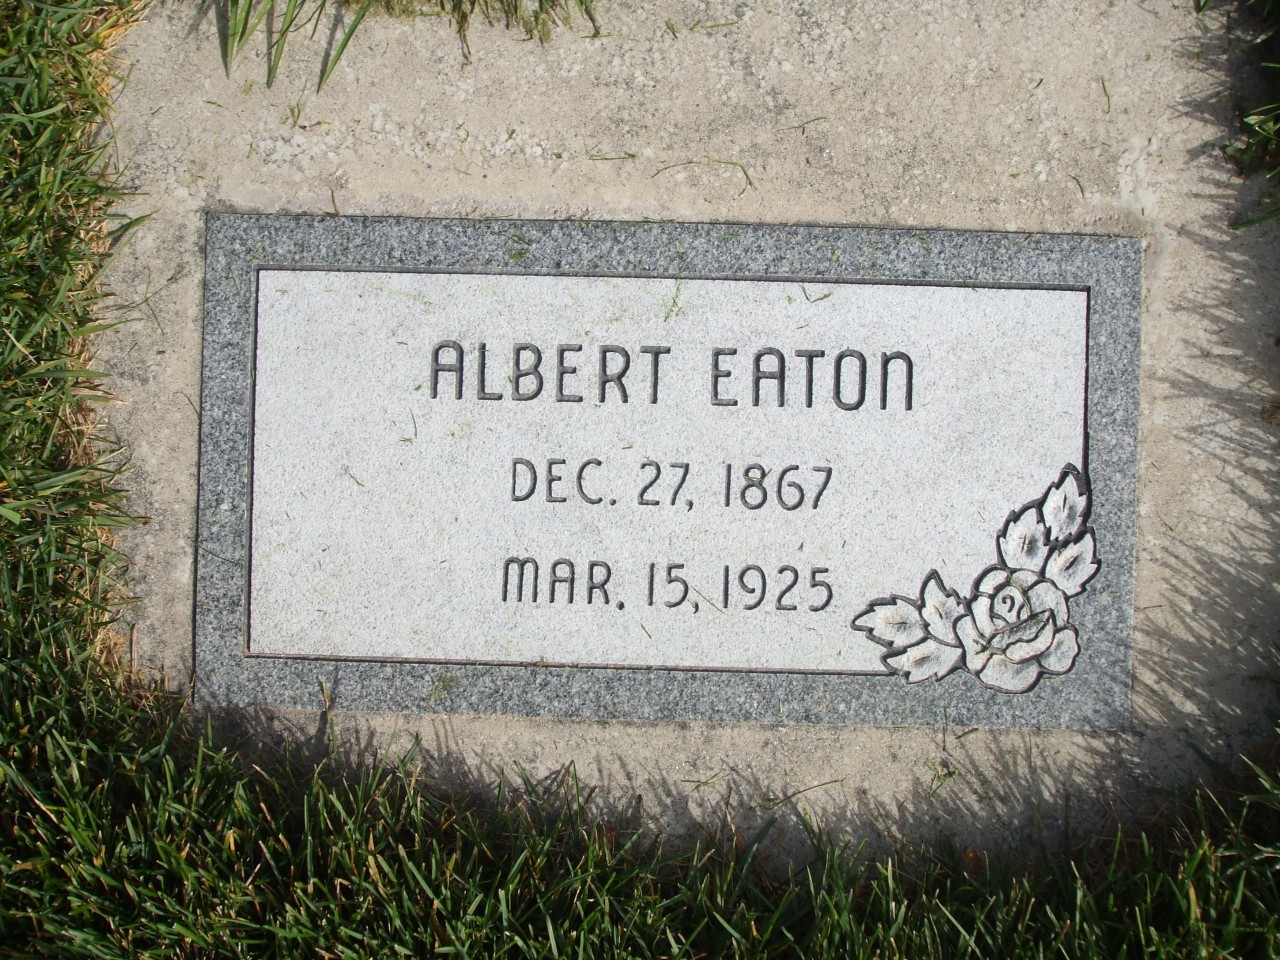 ALBERT EATON
DEC. 27, 1867
MAR. 15, 1925